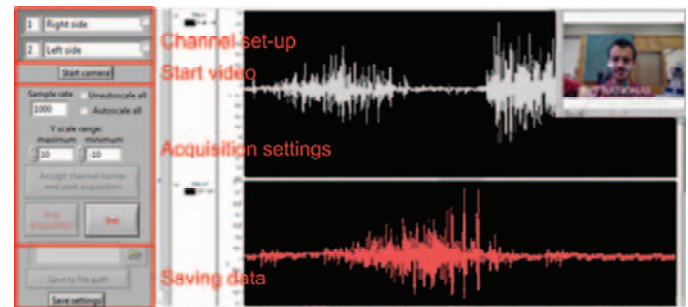 1 Right side
2 Left side
Channel set-up
Start camera
Start video
Sample rate Unautoscale all
1000 Autoscale all
Y scale range:
maximum minimum
10 -10
Acquisition settings
Accept channel names
and start acquisition
Stop
acquisition
Saving data
Save to file path
Save settings